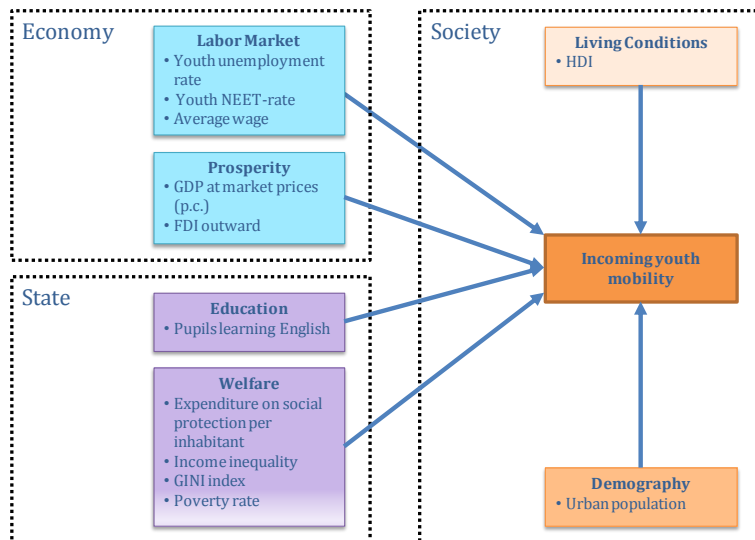 Economy
Labor Market
• Youth unemployment
rate
• Youth NEET-rate
• Average wage
Prosperity
• GDP at market prices
(p.c.)
• FDI outward
State
Education
• Pupils learning English
Welfare
• Expenditure on social
protection per
inhabitant
• Income inequality
• GINI index
• Poverty rate
Society
Living Conditions
• HDI
Incoming youth
mobility
Demography
• Urban population